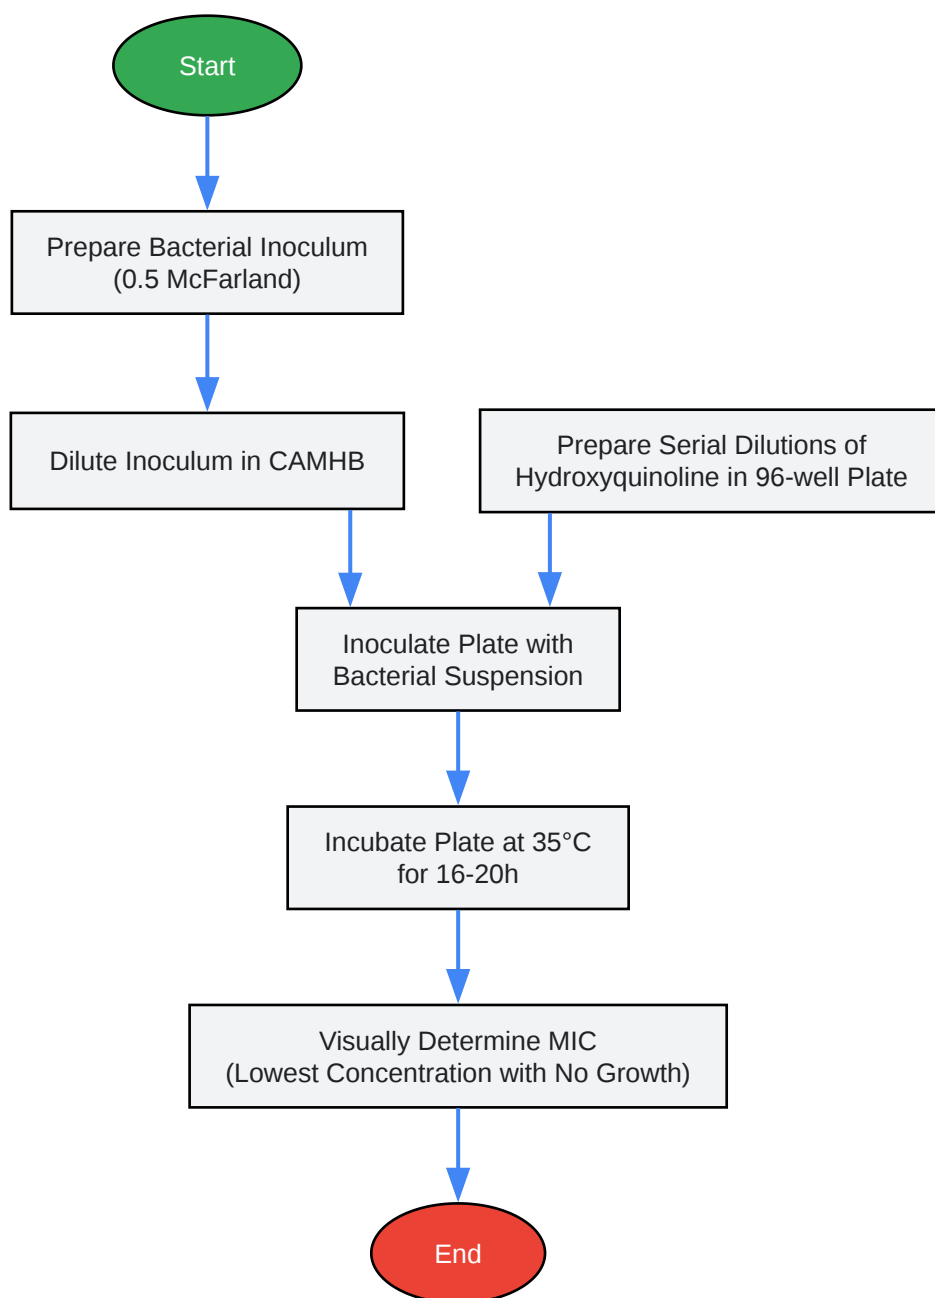 Start
Prepare Bacterial Inoculum
(0.5 McFarland)
Dilute Inoculum in CAMHB
Prepare Serial Dilutions of
Hydroxyquinoline in 96-well Plate
Inoculate Plate with
Bacterial Suspension
Incubate Plate at 35°C
for 16-20h
Visually Determine MIC
(Lowest Concentration with No Growth)
End